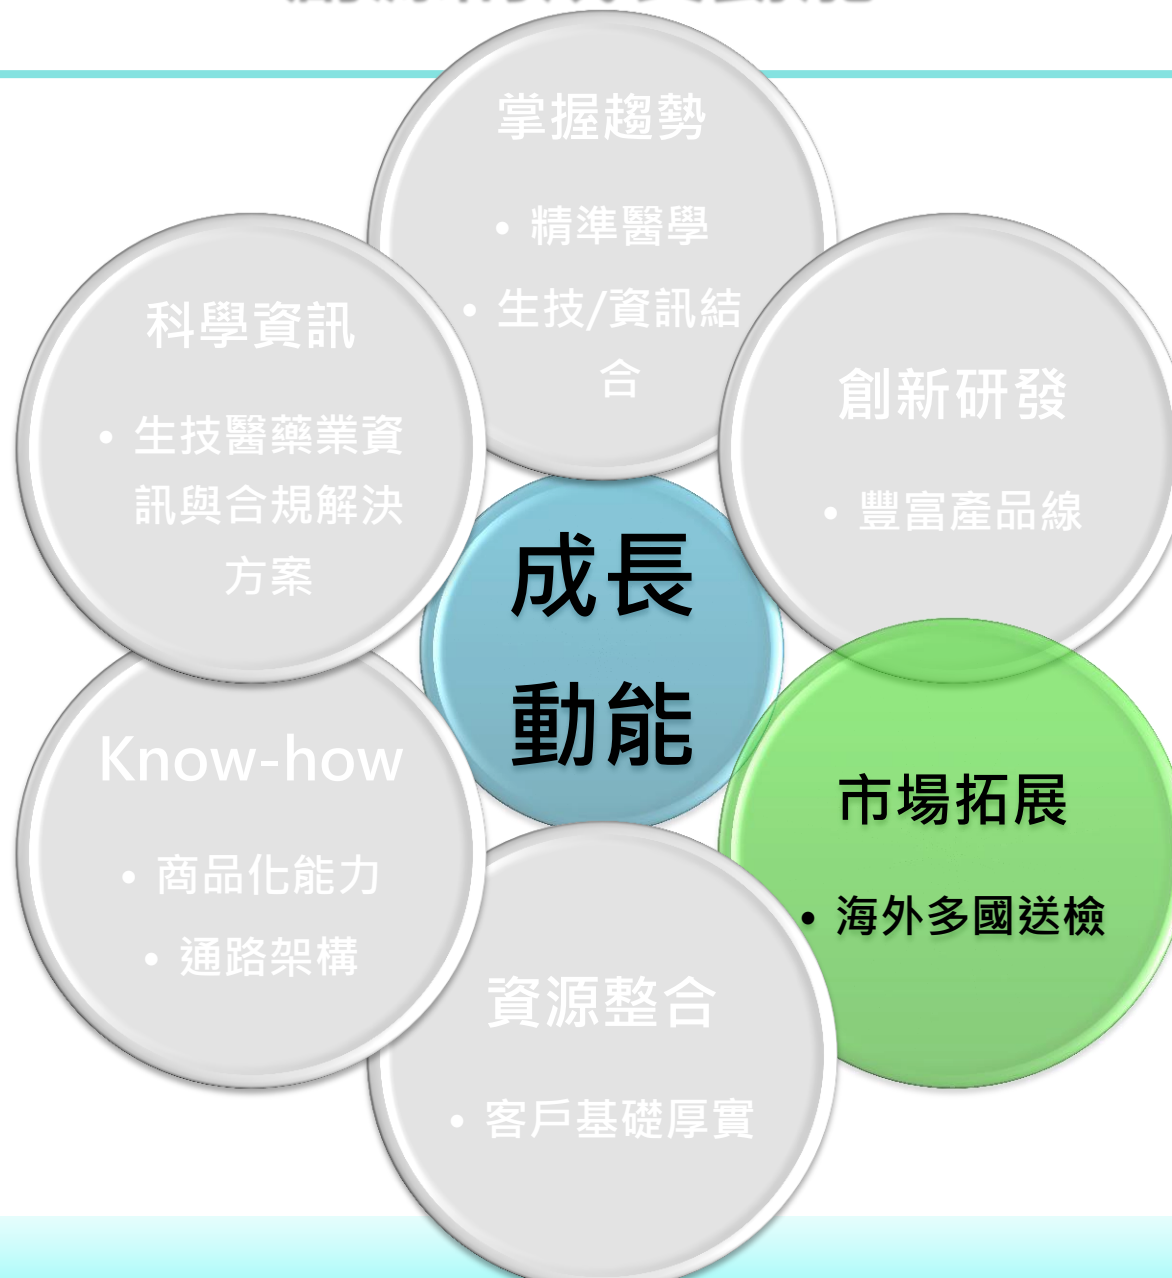 掌握趨勢
• 精準醫學
• 生技/資訊結
合
創新研發
• 豐富產品線
市場拓展
• 海外多國送檢
資源整合
• 客戶基礎厚實
Know-how
• 商品化能力
• 通路架構
科學資訊
• 生技醫藥業資
訊與合規解決
方案
成長
動能